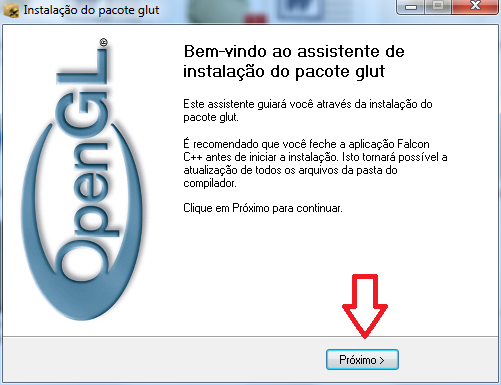 Instalação do pacote glut
Bem-vindo ao assistente de
instalação do pacote glut
Este assistente guiará você através da instalação do
pacote glut.
É recomendado que você feche a aplicação Falcon
C++ antes de iniciar a instalação. Isto tornará possível a
atualização de todos os arquivos da pasta do
compilador.
Clique em Próximo para continuar.
OpenGL®
Próximo >